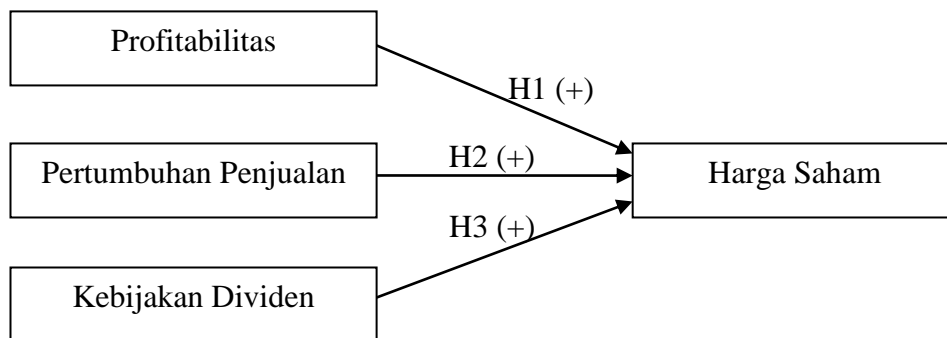 Profitabilitas
H1 (+)
Pertumbuhan Penjualan
H2 (+)
Harga Saham
H3 (+)
Kebijakan Dividen